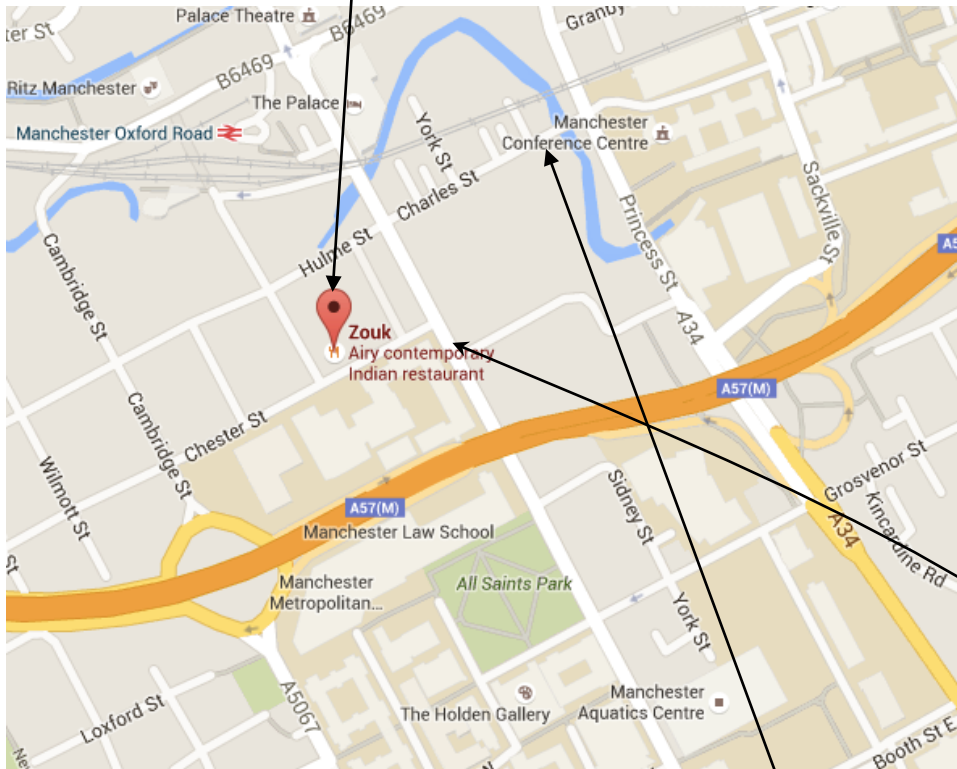 Palace Theatre
ter St
B6469
B6469
Granby
Ritz Manchester
The Palace
Manchester Oxford Road
York St
Manchester
Conference Centre
Charles St
Sackville St
Princess St
Hulme St
Cambridge St
A5
Zouk
Airy contemporary
Indian restaurant
A34
A57(M)
Cambridge St
Chester St
Wilmott St
Grosvenor St
Sidney St
Kincardine Rd
A57(M)
A34
Manchester Law School
St
All Saints Park
Manchester
Metropolitan...
York St
A5067
Loxford St
The Holden Gallery
Manchester
Aquatics Centre
Booth St E